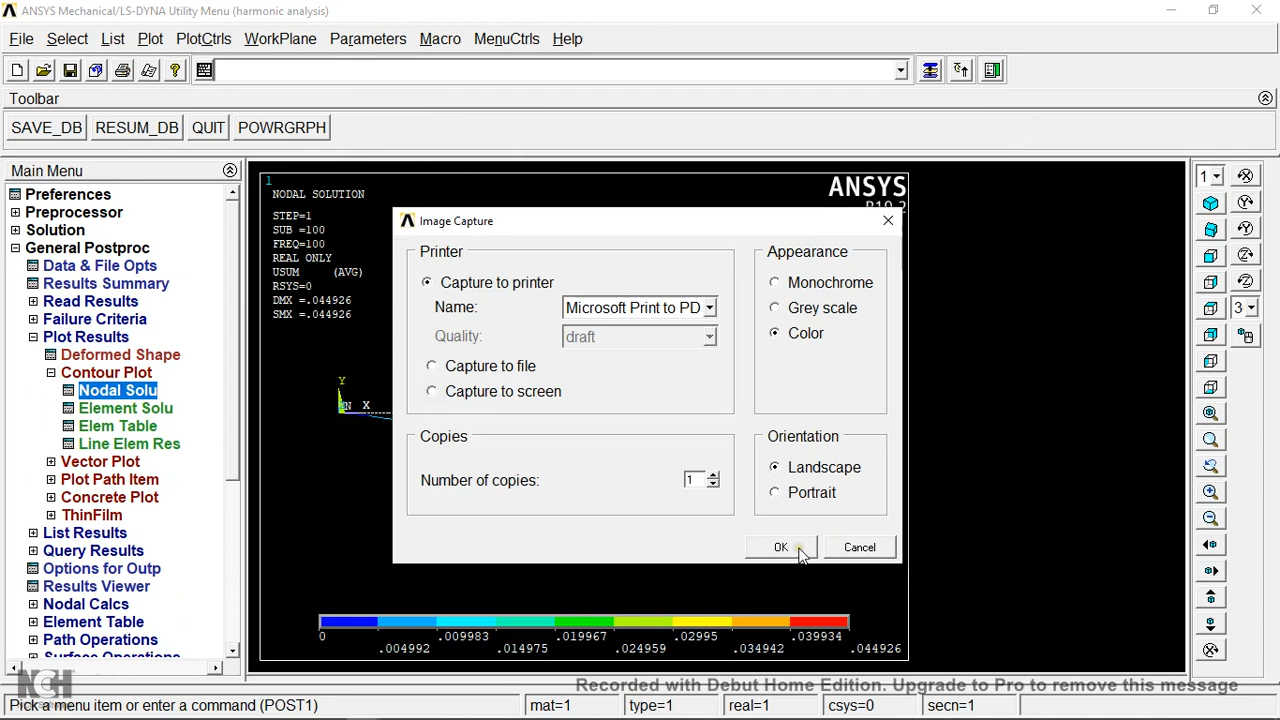 ANSYS Mechanical/LS-DYNA Utility Menu (harmonic analysis)
File Select List Plot PlotCtrls WorkPlane Parameters Macro MenuCtrls Help
Toolbar
SAVE_DB RESUM_DB QUIT POWRGRPH
Main Menu
Preferences
Preprocessor
Solution
General Postproc
Data & File Opts
Results Summary
Read Results
Failure Criteria
Plot Results
Deformed Shape
Contour Plot
Nodal Solu
Element Solu
Elem Table
Line Elem Res
Vector Plot
Plot Path Item
Concrete Plot
ThinFilm
List Results
Query Results
Options for Outp
Results Viewer
Nodal Calcs
Element Table
Path Operations
Surface Operations
1
NODAL SOLUTION
STEP=1
SUB =100
FREQ=100
REAL ONLY
USUM (AVG)
RSYS=0
DMX =.044926
SMX =.044926
ANSYS
R19.2
Y
X
Image Capture
Printer
Capture to printer
Name: Microsoft Print to PD
Quality: draft
Capture to file
Capture to screen
Appearance
Monochrome
Grey scale
Color
Copies
Number of copies: 1
Orientation
Landscape
Portrait
OK Cancel
0 .009983 .019967 .02995 .039934
.004992 .014975 .024959 .034942 .044926
1
3
NCH
Recorded with Debut Home Edition. Upgrade to Pro to remove this message
Pick a menu item or enter a command (POST1) mat=1 type=1 real=1 csys=0 secn=1